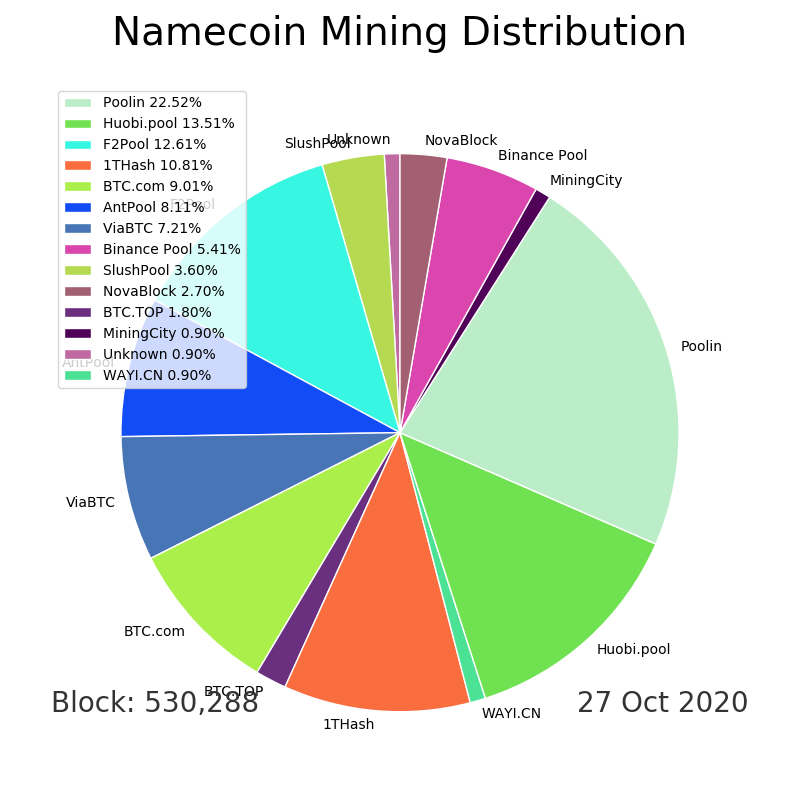 Namecoin Mining Distribution
Poolin 22.52%
Huobi.pool 13.51%
F2Pool 12.61%
1THash 10.81%
BTC.com 9.01%
AntPool 8.11%
ViaBTC 7.21%
Binance Pool 5.41%
SlushPool 3.60%
NovaBlock 2.70%
BTC.TOP 1.80%
MiningCity 0.90%
Unknown 0.90%
WAYI.CN 0.90%
SlushPool
Unknown
NovaBlock
Binance Pool
MiningCity
F2Pool
Poolin
AntPool
ViaBTC
BTC.com
Huobi.pool
BTC.TOP
WAYI.CN
1THash
Block: 530,288
27 Oct 2020